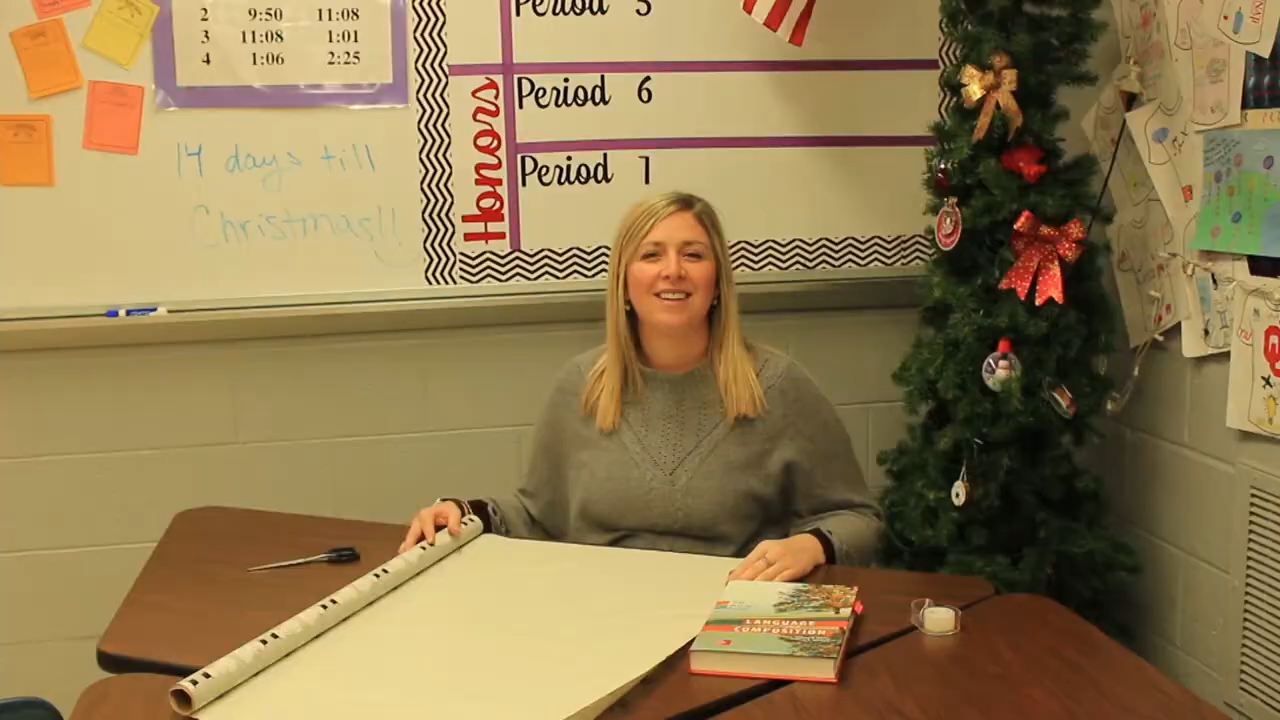 2 9:50 11:08
3 11:08 1:01
4 1:06 2:25
14 days till
Christmas!!
Honors
Period 5
Period 6
Period 7
LANGUAGE
COMPOSITION